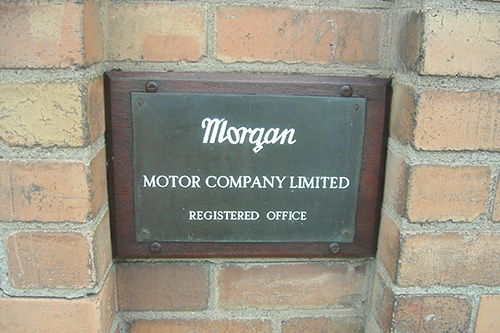 Morgan
MOTOR COMPANY LIMITED
REGISTERED OFFICE